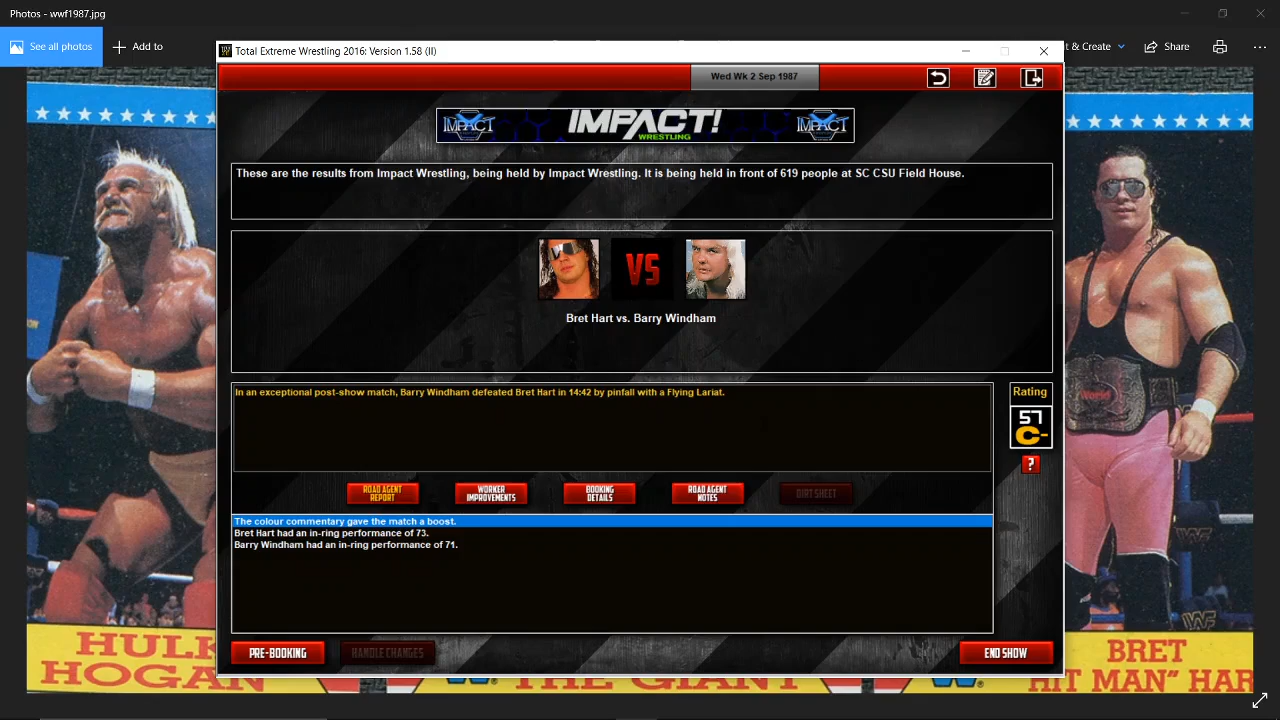 Photos - wwf1987.jpg
See all photos
Add to
t & Create
Share
Total Extreme Wrestling 2016: Version 1.58 (II)
Wed Wk 2 Sep 1987
IMPACT
IMPACT!
WRESTLING
IMPACT
These are the results from Impact Wrestling, being held by Impact Wrestling. It is being held in front of 619 people at SC CSU Field House.
VS
Bret Hart vs. Barry Windham
In an exceptional post-show match, Barry Windham defeated Bret Hart in 14:42 by pinfall with a Flying Lariat.
Rating
57
C-
?
ROAD AGENT REPORT
WORKER IMPROVEMENTS
BOOKING DETAILS
ROAD AGENT NOTES
DIRT SHEET
The colour commentary gave the match a boost.
Bret Hart had an in-ring performance of 73.
Barry Windham had an in-ring performance of 71.
PRE-BOOKING
HANDLE CHANGES
END SHOW
World
HULK
HOGAN
THE GIANT
BRET
HIT MAN" HAR